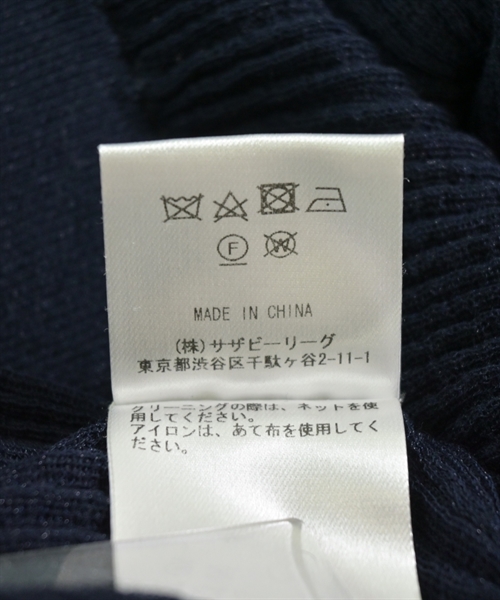 F W
MADE IN CHINA
(株)サザビーリーグ
東京都渋谷区千駄ヶ谷2-11-1
クリーニングの際は、ネットを使
用してください。
アイロンは、あて布を使用してく
ださい。